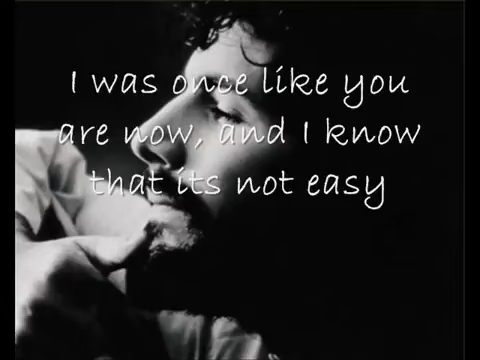 I was once like you
are now, and I know
that its not easy